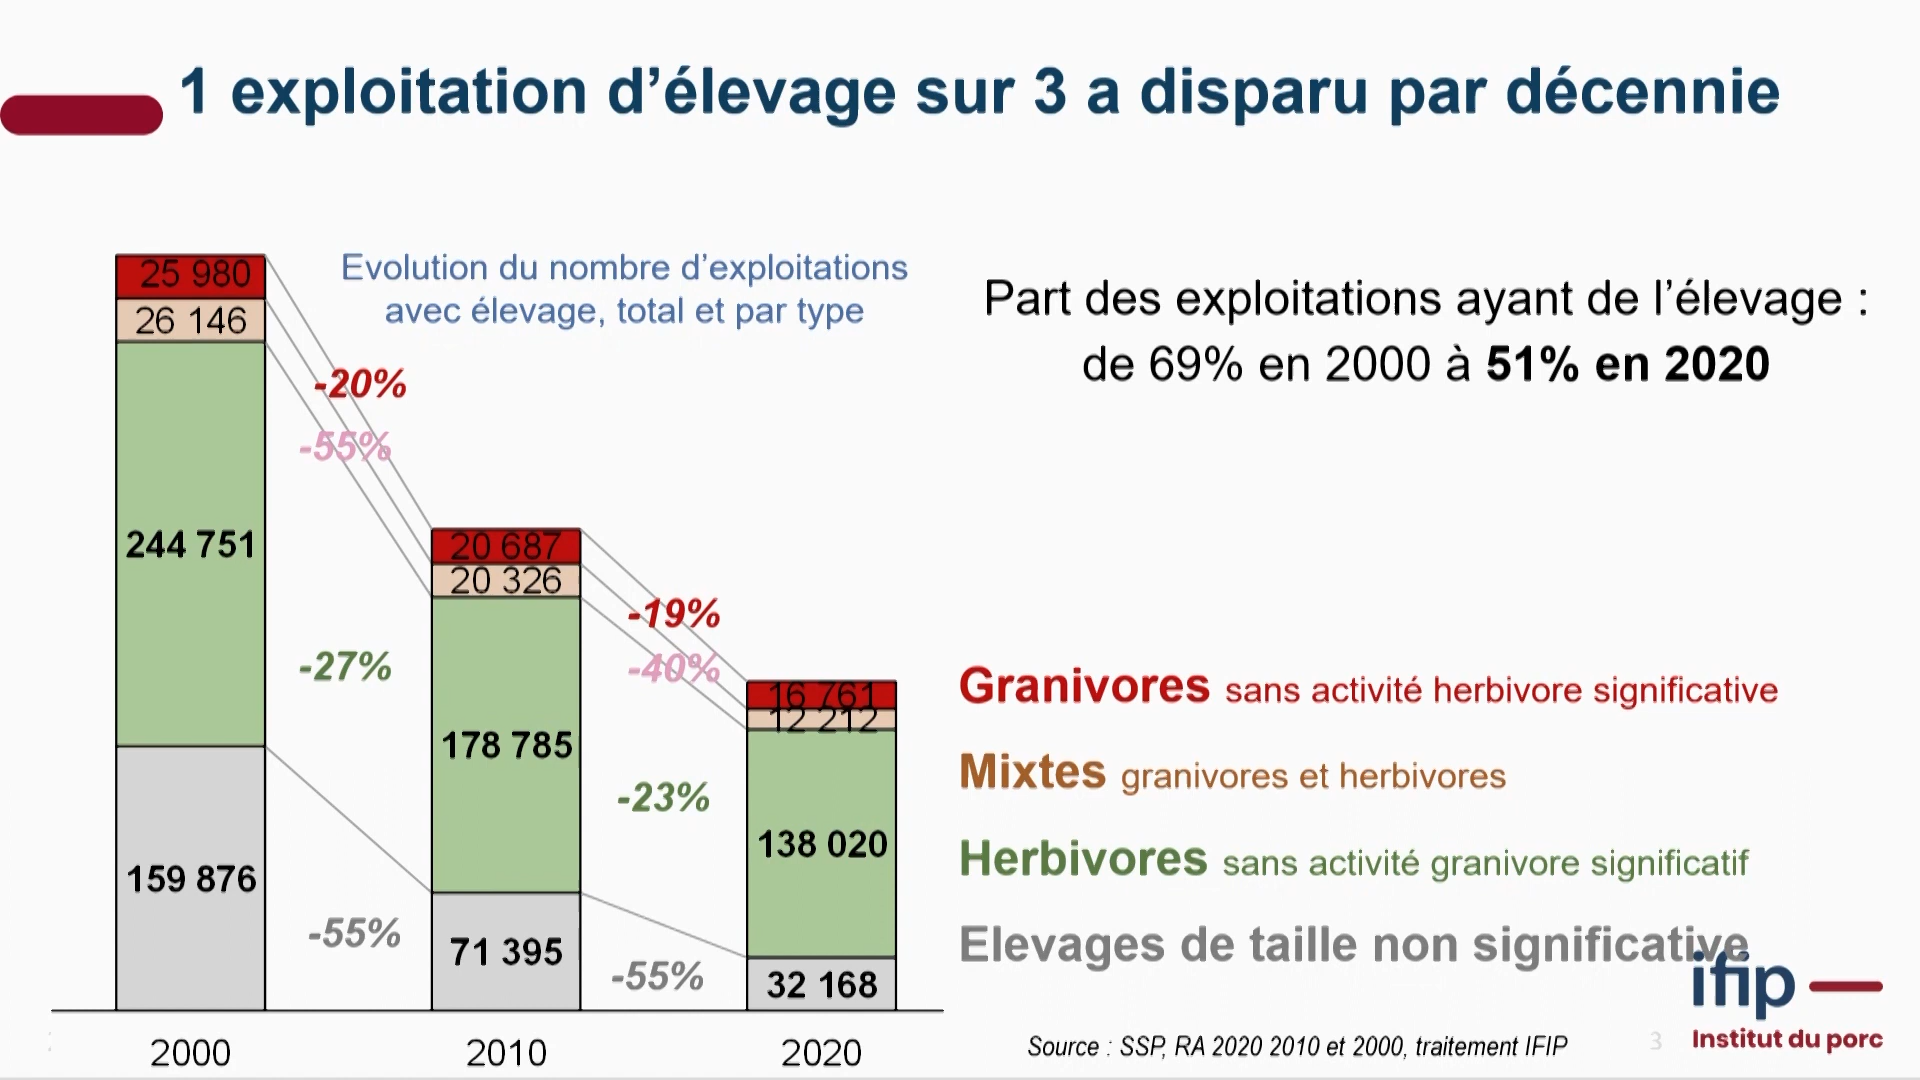 1 exploitation d’élevage sur 3 a disparu par décennie
Evolution du nombre d’exploitations
avec élevage, total et par type
Part des exploitations ayant de l’élevage :
de 69% en 2000 à 51% en 2020
25 980
26 146
244 751
159 876
-20%
-55%
-27%
-55%
20 687
20 326
178 785
71 395
-19%
-40%
-23%
-55%
16 761
12 212
138 020
32 168
2000
2010
2020
Granivores sans activité herbivore significative
Mixtes granivores et herbivores
Herbivores sans activité granivore significatif
Elevages de taille non significative
Source : SSP, RA 2020 2010 et 2000, traitement IFIP
3
ifip
Institut du porc